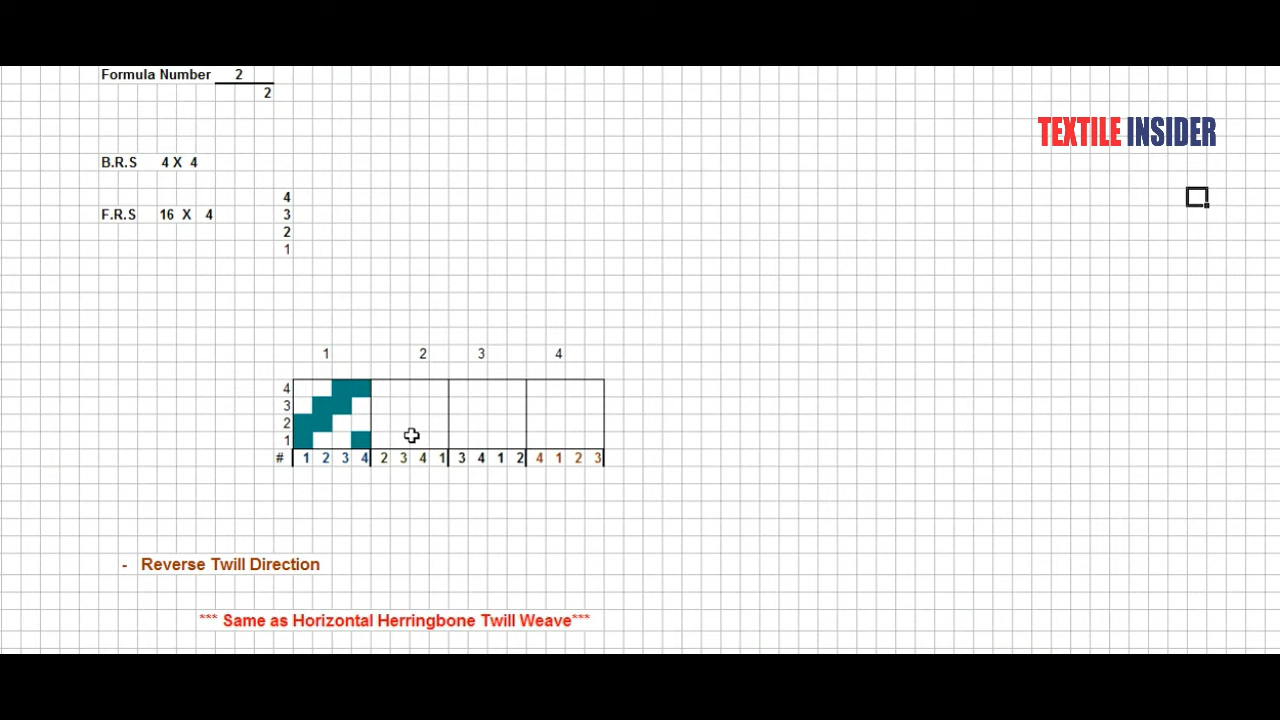 Formula Number 2
2
TEXTILE INSIDER
B.R.S 4 X 4
4
F.R.S 16 X 4 3
2
1
1 2 3 4
4
3
2
1
# 1 2 3 4 2 3 4 1 3 4 1 2 4 1 2 3
- Reverse Twill Direction
*** Same as Horizontal Herringbone Twill Weave***